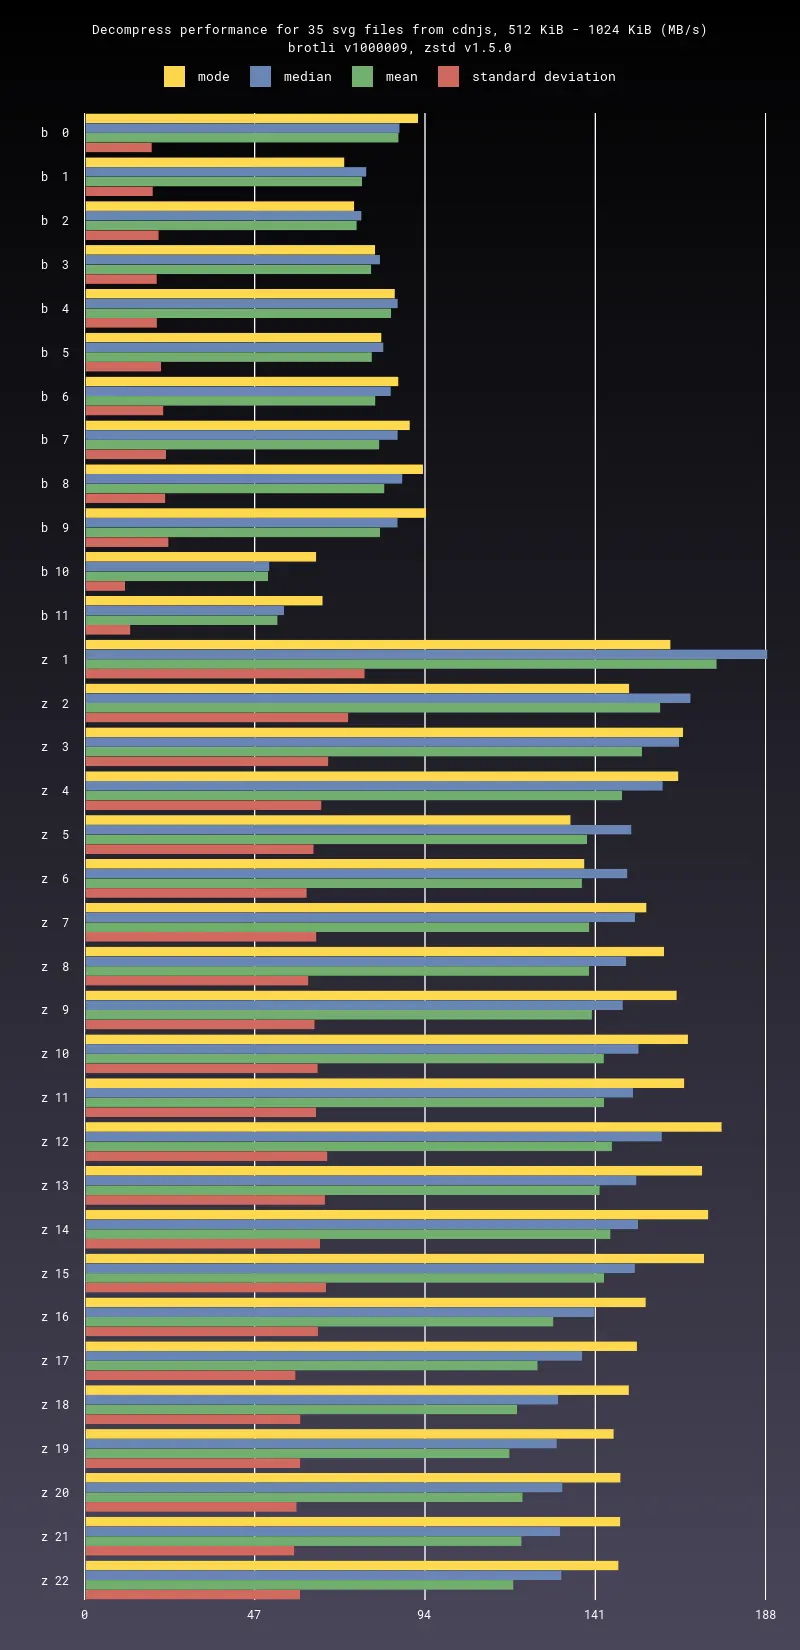 Decompress performance for 35 svg files from cdnjs, 512 KiB - 1024 KiB (MB/s)
brotli v1000009, zstd v1.5.0
mode median mean standard deviation
b 0
b 1
b 2
b 3
b 4
b 5
b 6
b 7
b 8
b 9
b 10
b 11
z 1
z 2
z 3
z 4
z 5
z 6
z 7
z 8
z 9
z 10
z 11
z 12
z 13
z 14
z 15
z 16
z 17
z 18
z 19
z 20
z 21
z 22
0 47 94 141 188